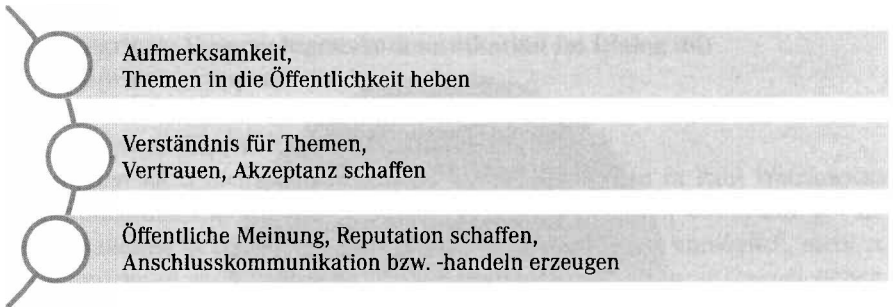 Aufmerksamkeit,
Themen in die Öffentlichkeit heben
Verständnis für Themen,
Vertrauen, Akzeptanz schaffen
Öffentliche Meinung, Reputation schaffen,
Anschlusskommunikation bzw. -handeln erzeugen